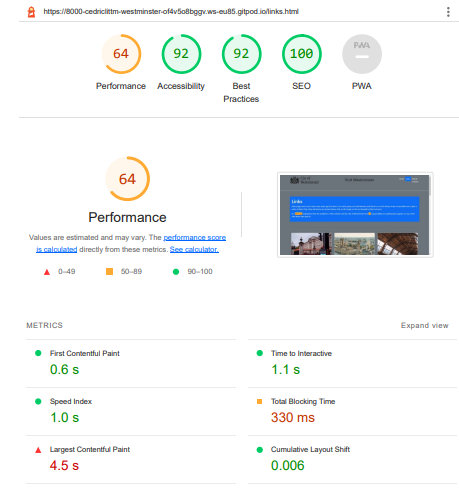 https://8000-cedriclittm-westminster-of4v5o8bggv.ws-eu85.gitpod.io/links.html
64 92 92 100
Performance Accessibility Best Practices SEO PWA
64
Performance
Values are estimated and may vary. The performance score
is calculated directly from these metrics. See calculator.
0–49 50–89 90–100
Links
METRICS Expand view
First Contentful Paint Time to Interactive
0.6 s 1.1 s
Speed Index Total Blocking Time
1.0 s 330 ms
Largest Contentful Paint Cumulative Layout Shift
4.5 s 0.006